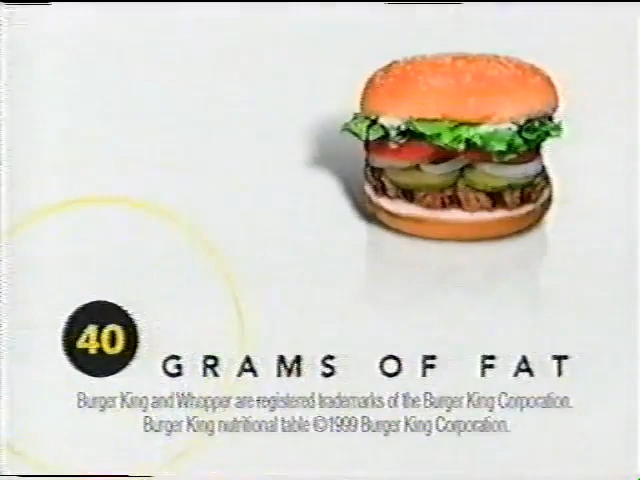 40
GRAMS OF FAT
Burger King and Whopper are registered trademarks of the Burger King Corporation.
Burger King nutritional table ©1999 Burger King Corporation.